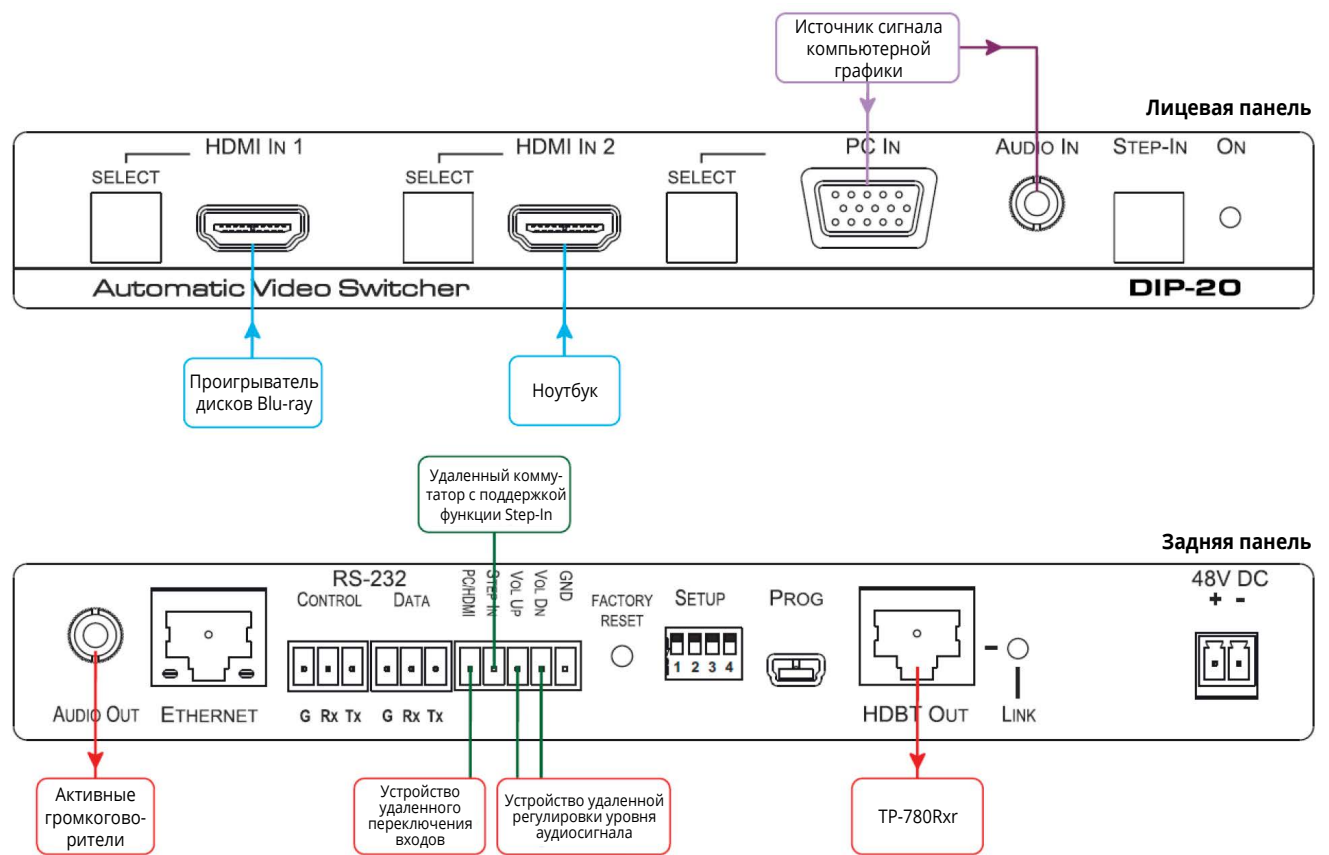 Источник сигнала
компьютерной
графики
Лицевая панель
HDMI IN 1
HDMI IN 2
PC IN
AUDIO IN
STEP-IN
ON
SELECT
SELECT
SELECT
Automatic Video Switcher
DIP-20
Проигрыватель
дисков Blu-ray
Ноутбук
Удаленный комму-
татор с поддержкой
функции Step-In
Задняя панель
RS-232
CONTROL
DATA
PC/HDMI
STEP-IN
VOL UP
VOL DN
GND
FACTORY
RESET
SETUP
PROG
48V DC
+ -
1 2 3 4
AUDIO OUT
ETHERNET
G Rx Tx
G Rx Tx
HDBT OUT
LINK
Активные
громкогово-
рители
Устройство
удаленного
переключения
входов
Устройство удаленной
регулировки уровня
аудиосигнала
TP-780Rxr